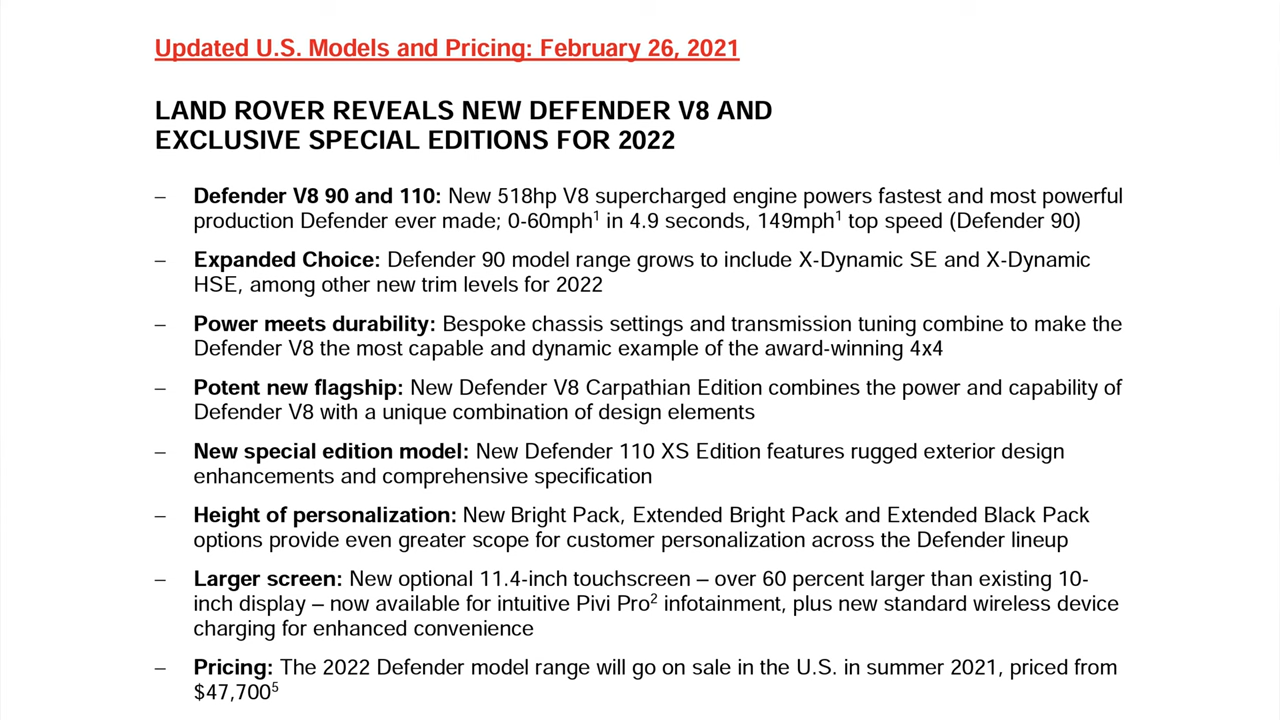 Updated U.S. Models and Pricing: February 26, 2021
LAND ROVER REVEALS NEW DEFENDER V8 AND
EXCLUSIVE SPECIAL EDITIONS FOR 2022
– Defender V8 90 and 110: New 518hp V8 supercharged engine powers fastest and most powerful
production Defender ever made; 0-60mph¹ in 4.9 seconds, 149mph¹ top speed (Defender 90)
– Expanded Choice: Defender 90 model range grows to include X-Dynamic SE and X-Dynamic
HSE, among other new trim levels for 2022
– Power meets durability: Bespoke chassis settings and transmission tuning combine to make the
Defender V8 the most capable and dynamic example of the award-winning 4x4
– Potent new flagship: New Defender V8 Carpathian Edition combines the power and capability of
Defender V8 with a unique combination of design elements
– New special edition model: New Defender 110 XS Edition features rugged exterior design
enhancements and comprehensive specification
– Height of personalization: New Bright Pack, Extended Bright Pack and Extended Black Pack
options provide even greater scope for customer personalization across the Defender lineup
– Larger screen: New optional 11.4-inch touchscreen – over 60 percent larger than existing 10-
inch display – now available for intuitive Pivi Pro² infotainment, plus new standard wireless device
charging for enhanced convenience
– Pricing: The 2022 Defender model range will go on sale in the U.S. in summer 2021, priced from
$47,700⁵